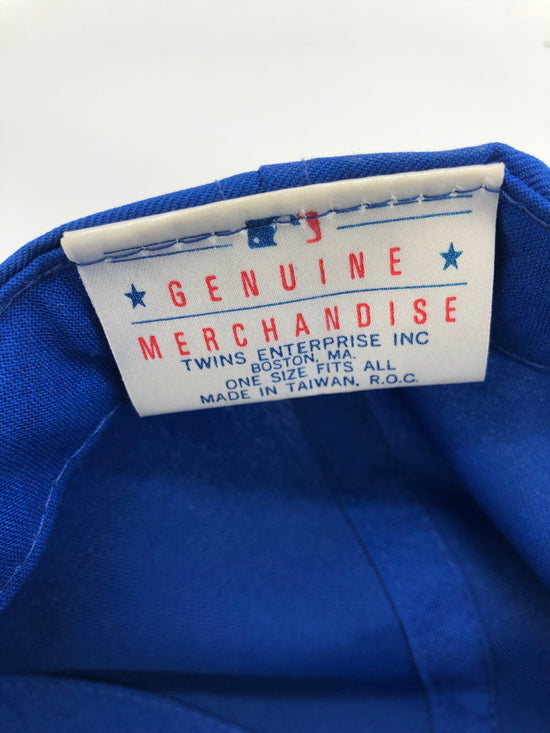 GENUINE
MERCHANDISE
TWINS ENTERPRISE INC
BOSTON, MA.
ONE SIZE FITS ALL
MADE IN TAIWAN, R.O.C.